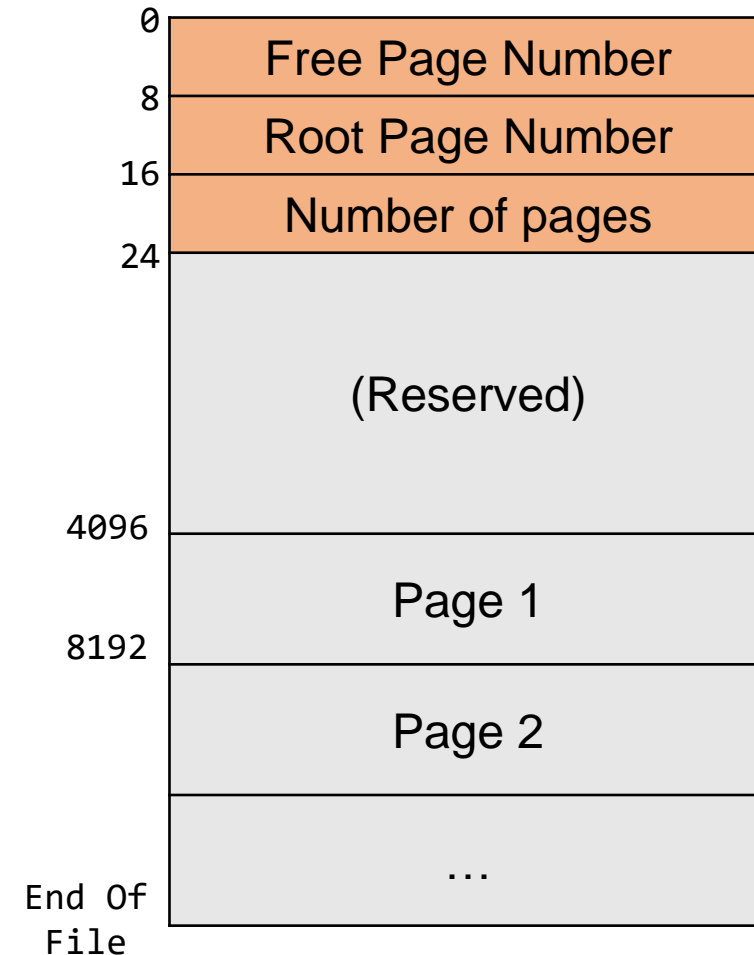 0
Free Page Number
8
Root Page Number
16
Number of pages
24
(Reserved)
4096
Page 1
8192
Page 2
…
End Of
File